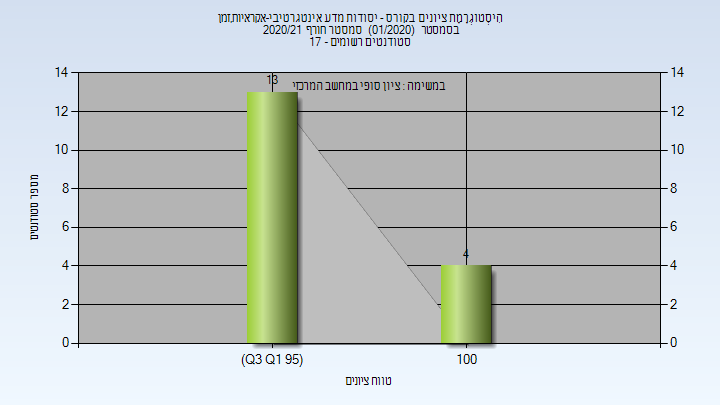 היסטוגרמת ציונים בקורס - יסודות מדע אינטגרטיבי-אקראיות,זמן
בסמסטר (01/2020) סמסטר חורף 2020/21
סטודנטים רשומים - 17
במשימה : ציון סופי במחשב המרכזי
14 14
12 12
10 10
8 8
6 6
4 4
2 2
0 0
13
4
מספר סטודנטים
(Q3 Q1 95) 100
טווח ציונים